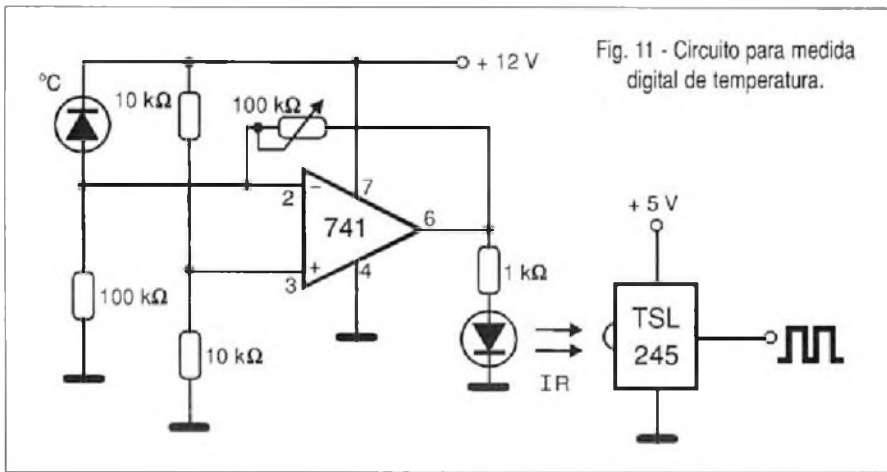 Fig. 11 - Circuito para medida
digital de temperatura.
+ 12 V
ºC
10 kΩ
100 kΩ
2
-
7
741
6
3
+
4
100 kΩ
10 kΩ
1 kΩ
IR
+ 5 V
TSL
245